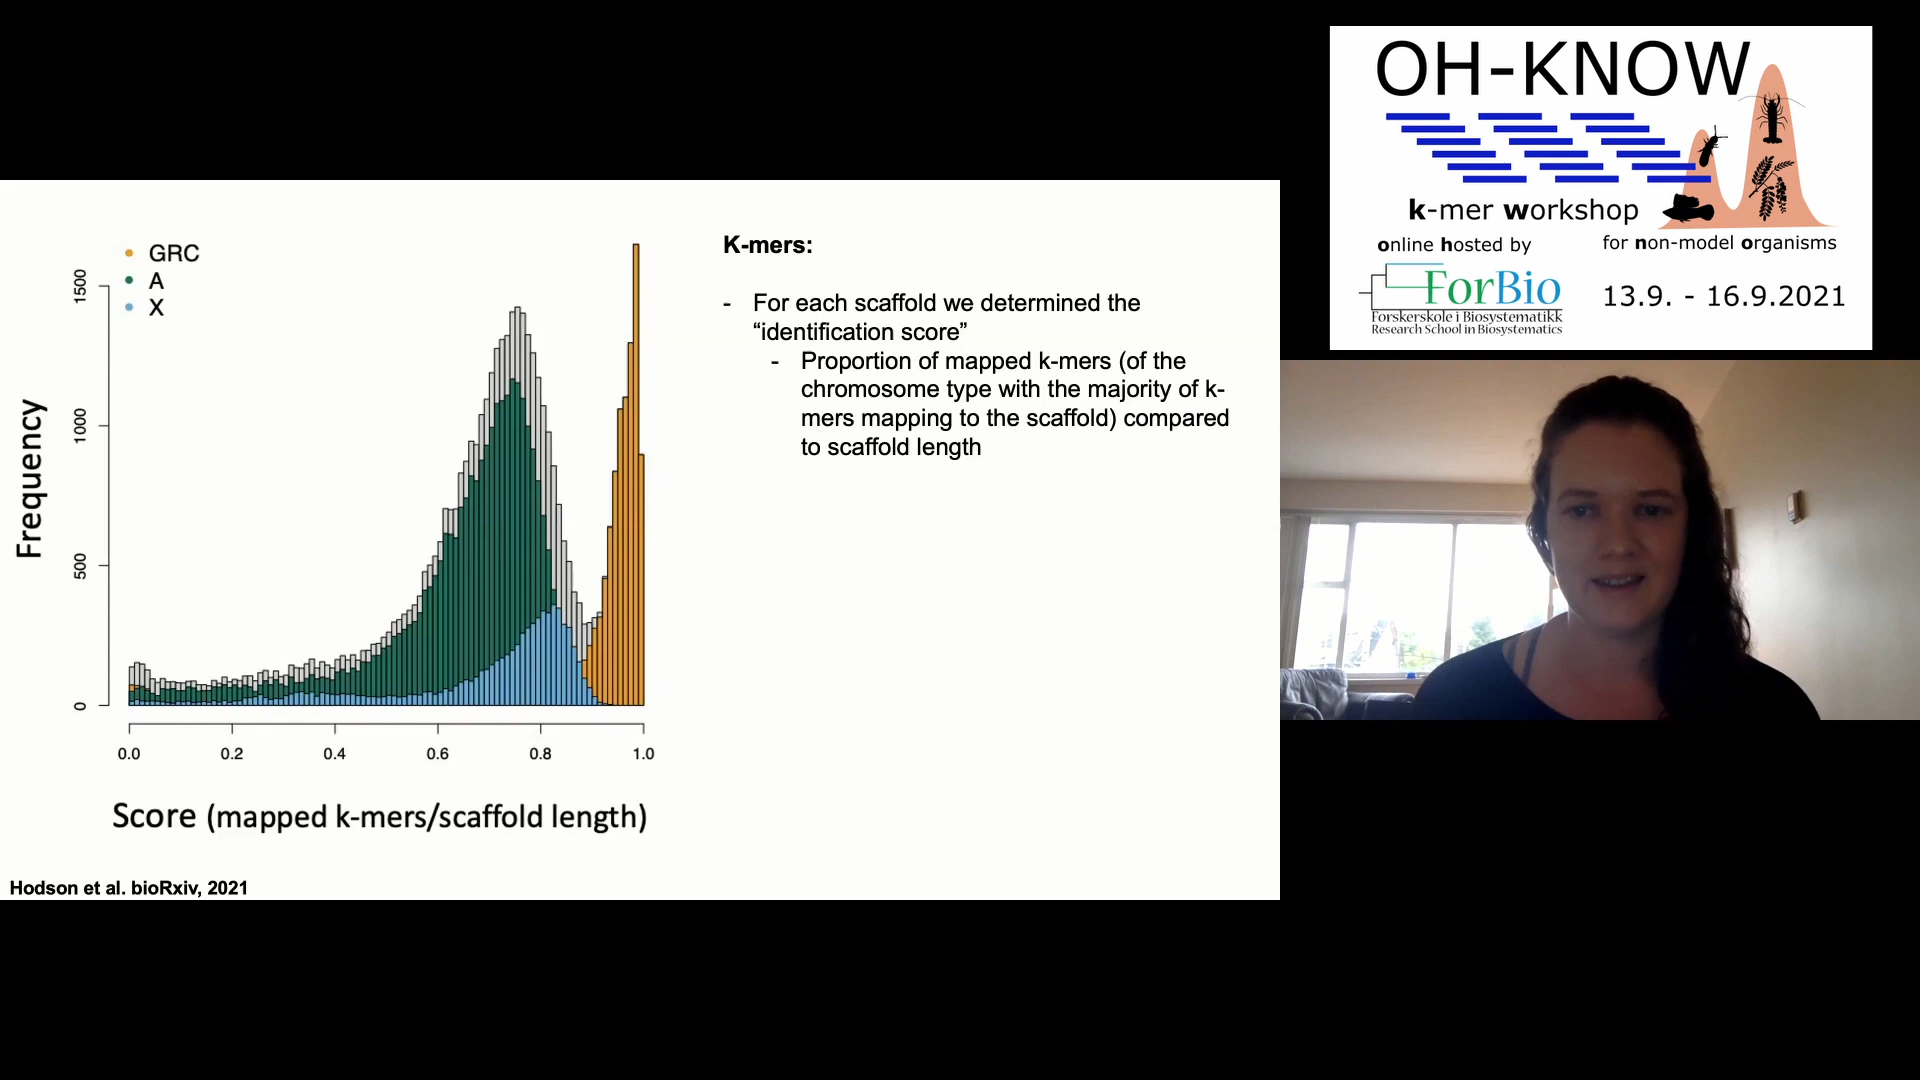 GRC
A
X
Frequency
0
500
1000
1500
0.0 0.2 0.4 0.6 0.8 1.0
Score (mapped k-mers/scaffold length)
Hodson et al. bioRxiv, 2021
K-mers:
- For each scaffold we determined the
“identification score”
- Proportion of mapped k-mers (of the
chromosome type with the majority of k-
mers mapping to the scaffold) compared
to scaffold length
OH-KNOW
k-mer workshop
online hosted by
for non-model organisms
ForBio
Forskerskole i Biosystematikk
Research School in Biosystematics
13.9. - 16.9.2021